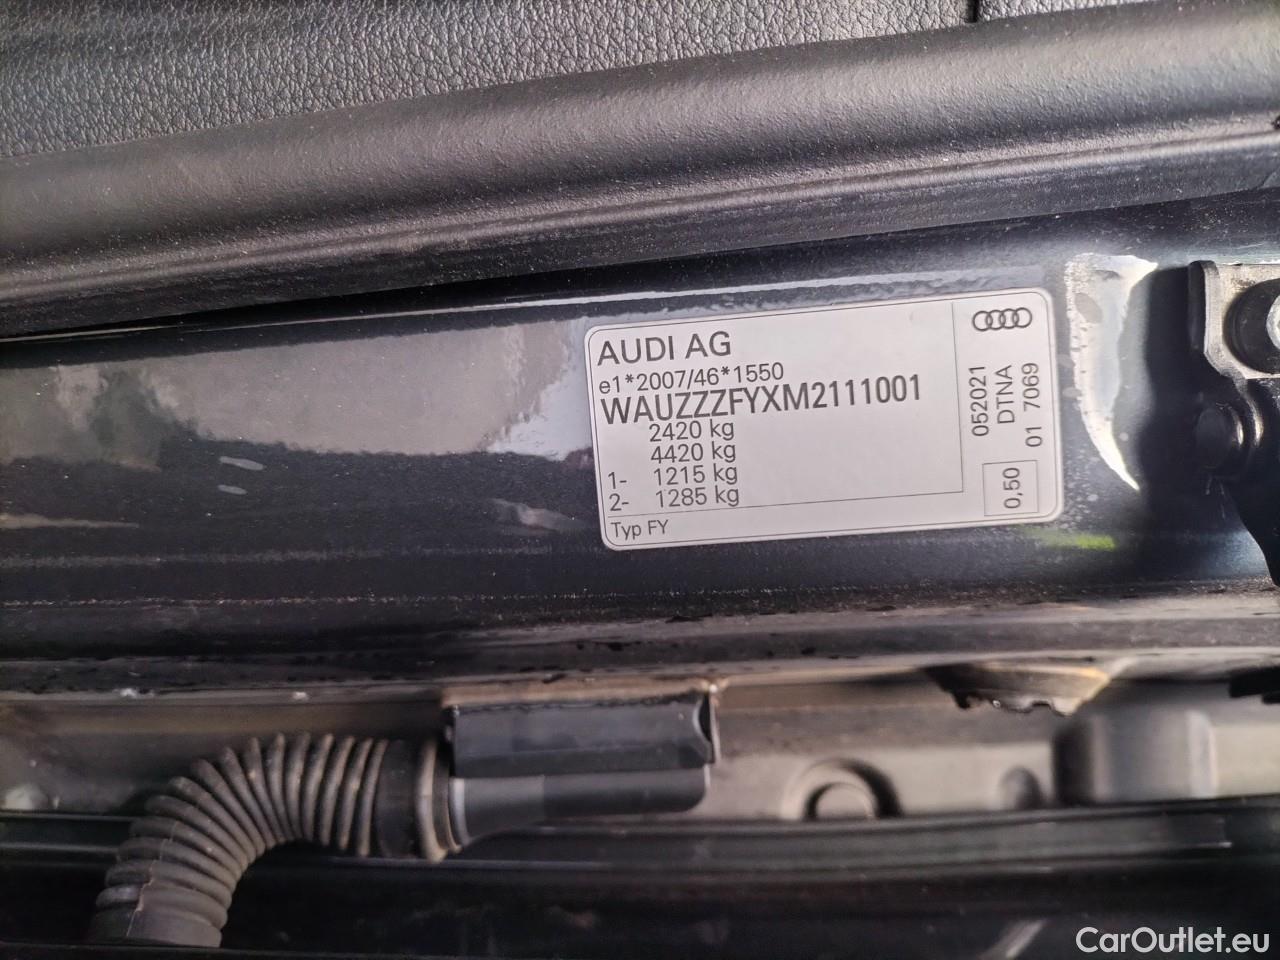 AUDI AG
e1*2007/46*1550
WAUZZZFYXM2111001
2420 kg
4420 kg
1- 1215 kg
2- 1285 kg
Typ FY
052021
DTNA
01 7069
0,50
CarOutlet.eu